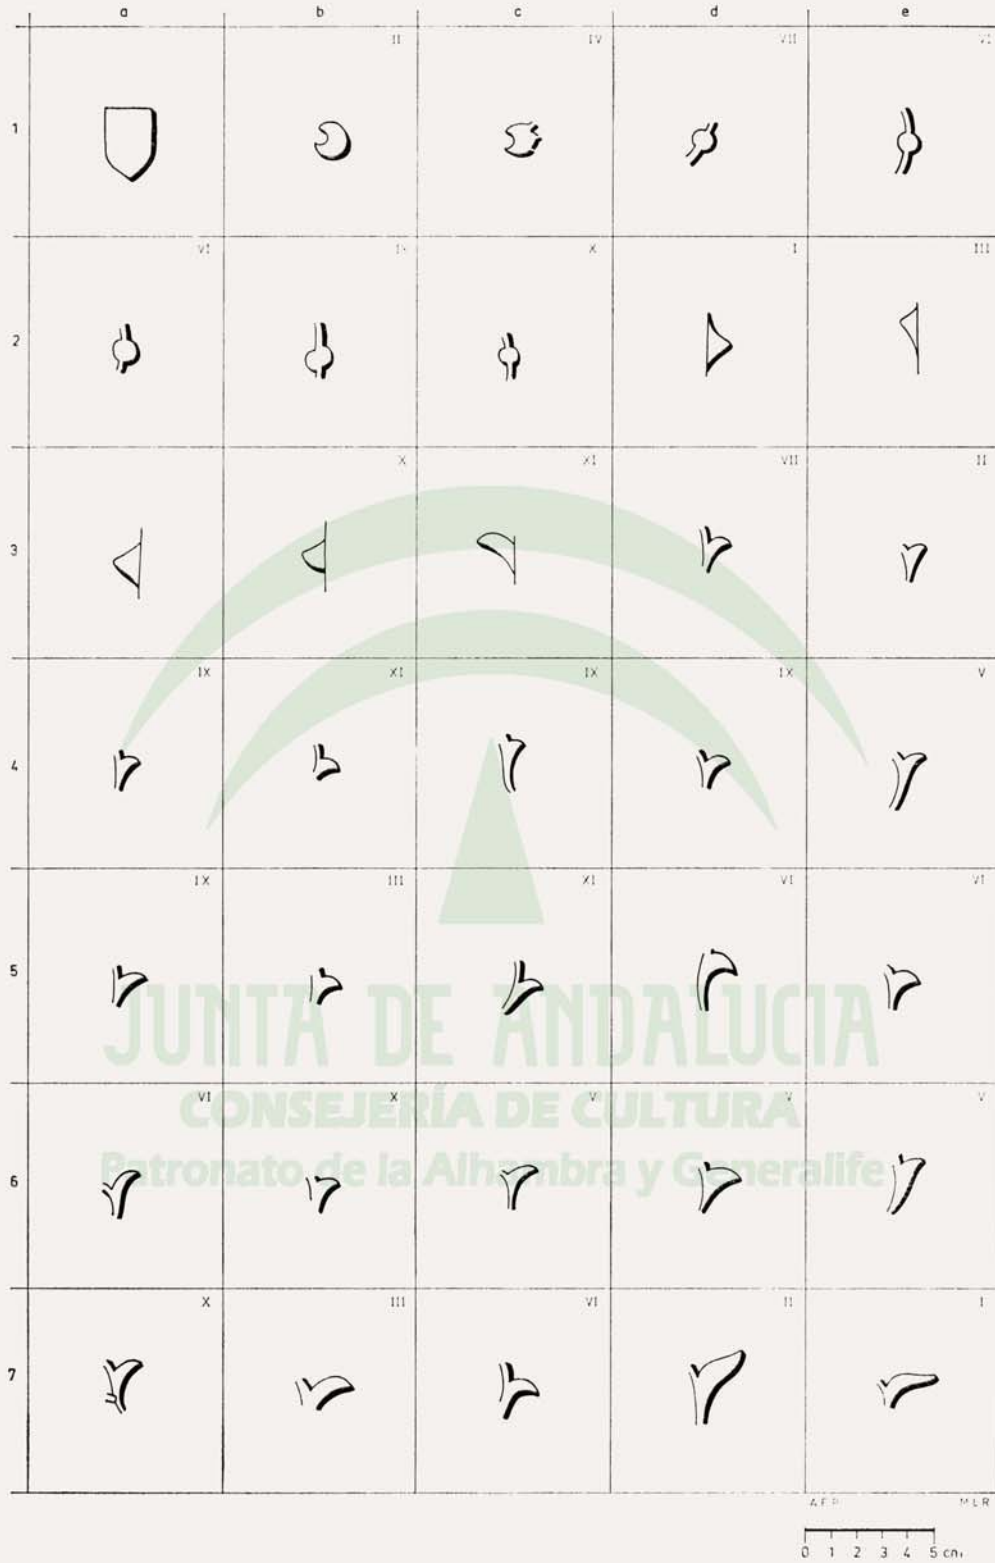 a b c d e
II IV VII VI
1
VI IX X I III
2
X XI VII II
3
IX XI IX IX V
4
IX III XI VI VI
5
JUNTA DE ANDALUCIA
VI X V V V
CONSEJERÍA DE CULTURA
Patronato de la Alhambra y Generalife
6
X III VI II I
7
A.F.P. M L R
0 1 2 3 4 5 cm.